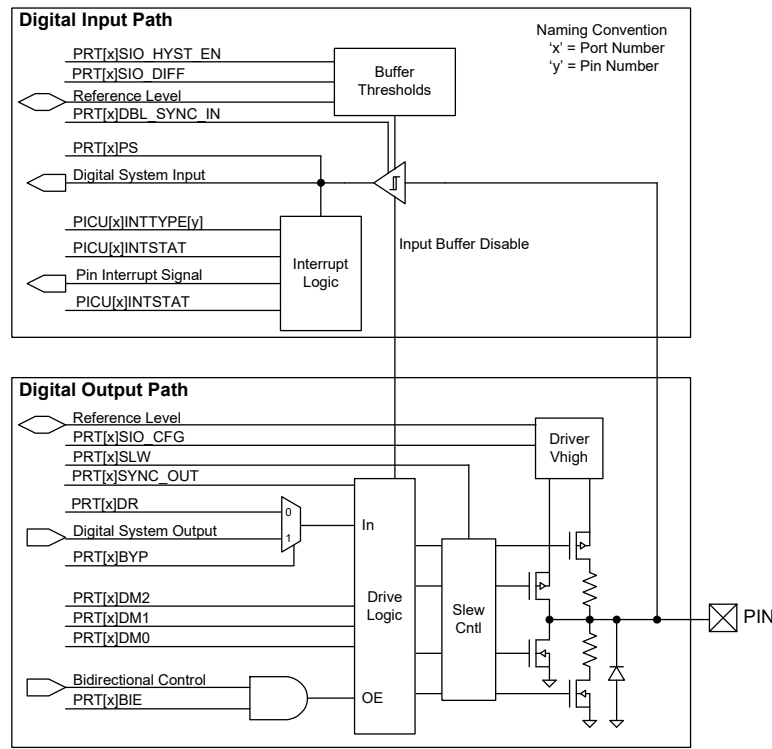 Digital Input Path
Naming Convention
'x' = Port Number
'y' = Pin Number
PRT[x]SIO_HYST_EN
PRT[x]SIO_DIFF
Reference Level
PRT[x]DBL_SYNC_IN
Buffer
Thresholds
PRT[x]PS
Digital System Input
PICU[x]INTTYPE[y]
PICU[x]INTSTAT
Pin Interrupt Signal
PICU[x]INTSTAT
Interrupt
Logic
Input Buffer Disable
Digital Output Path
Reference Level
PRT[x]SIO_CFG
PRT[x]SLW
PRT[x]SYNC_OUT
Driver
Vhigh
PRT[x]DR
Digital System Output
PRT[x]BYP
0
1
In
PRT[x]DM2
PRT[x]DM1
PRT[x]DM0
Drive
Logic
Slew
Cntl
PIN
Bidirectional Control
PRT[x]BIE
OE